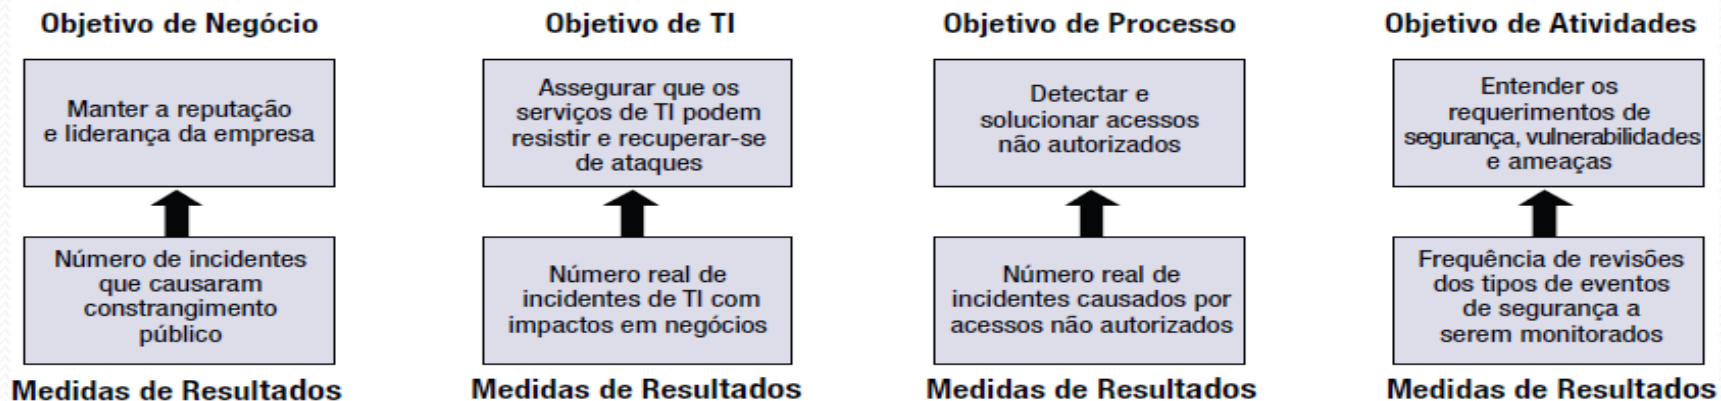 Objetivo de Negócio
Manter a reputação
e liderança da empresa
Número de incidentes
que causaram
constrangimento
público
Medidas de Resultados
Objetivo de TI
Assegurar que os
serviços de TI podem
resistir e recuperar-se
de ataques
Número real de
incidentes de TI com
impactos em negócios
Medidas de Resultados
Objetivo de Processo
Detectar e
solucionar acessos
não autorizados
Número real de
incidentes causados por
acessos não autorizados
Medidas de Resultados
Objetivo de Atividades
Entender os
requerimentos de
segurança, vulnerabilidades
e ameaças
Frequência de revisões
dos tipos de eventos
de segurança a
serem monitorados
Medidas de Resultados